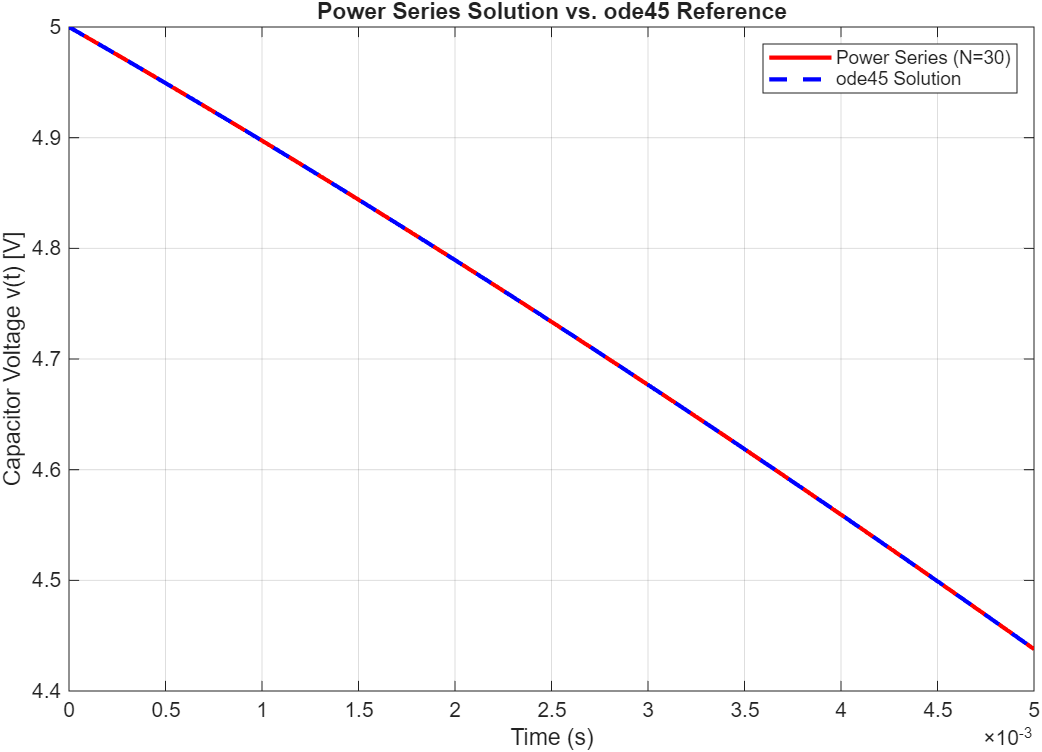 Power Series Solution vs. ode45 Reference
Power Series (N=30)
ode45 Solution
Capacitor Voltage v(t) [V]
5
4.9
4.8
4.7
4.6
4.5
4.4
0 0.5 1 1.5 2 2.5 3 3.5 4 4.5 5
Time (s)
×10⁻³